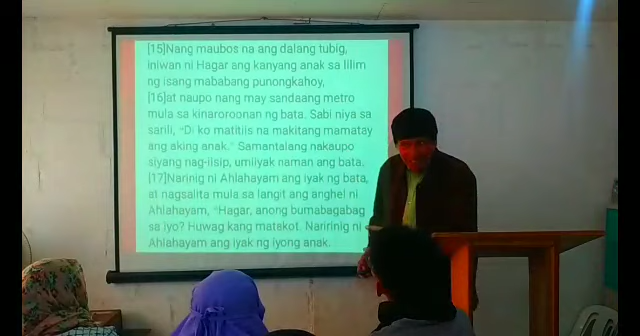 [15]Nang maubos na ang dalang tubig,
iniwan ni Hagar ang kanyang anak sa lilim
ng isang mababang punongkahoy,
[16]at naupo nang may sandaang metro
mula sa kinaroroonan ng bata. Sabi niya sa
sarili, “Di ko matitiis na makitang mamatay
ang aking anak.” Samantalang nakaupo
siyang nag-iisip, umiiyak naman ang bata.
[17]Narinig ni Ahlahayam ang iyak ng bata,
at nagsalita mula sa langit ang anghel ni
Ahlahayam, “Hagar, anong bumabagabag
sa iyo? Huwag kang matakot. Naririnig ni
Ahlahayam ang iyak ng iyong anak.